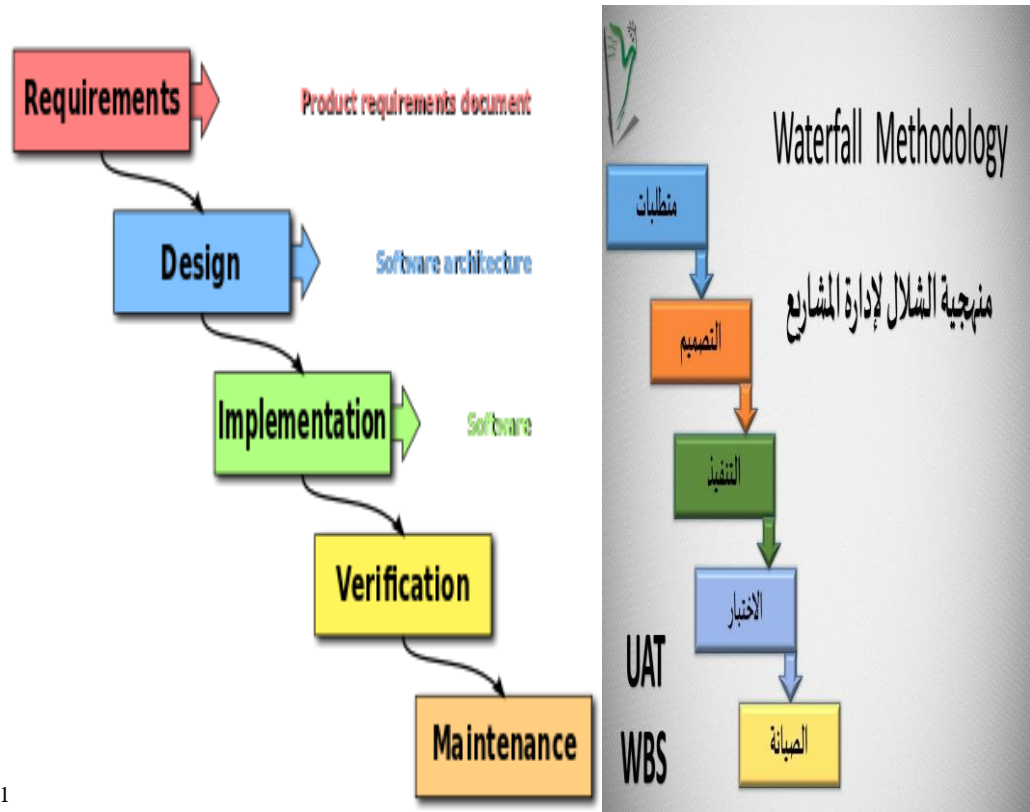 Requirements
Product requirements document
Design
Software architecture
Implementation
Software
Verification
Maintenance
Waterfall Methodology
منهجية الشلال لإدارة المشاريع
متطلبات
التصميم
التنفيذ
الاختبار
الصيانة
UAT
WBS
1